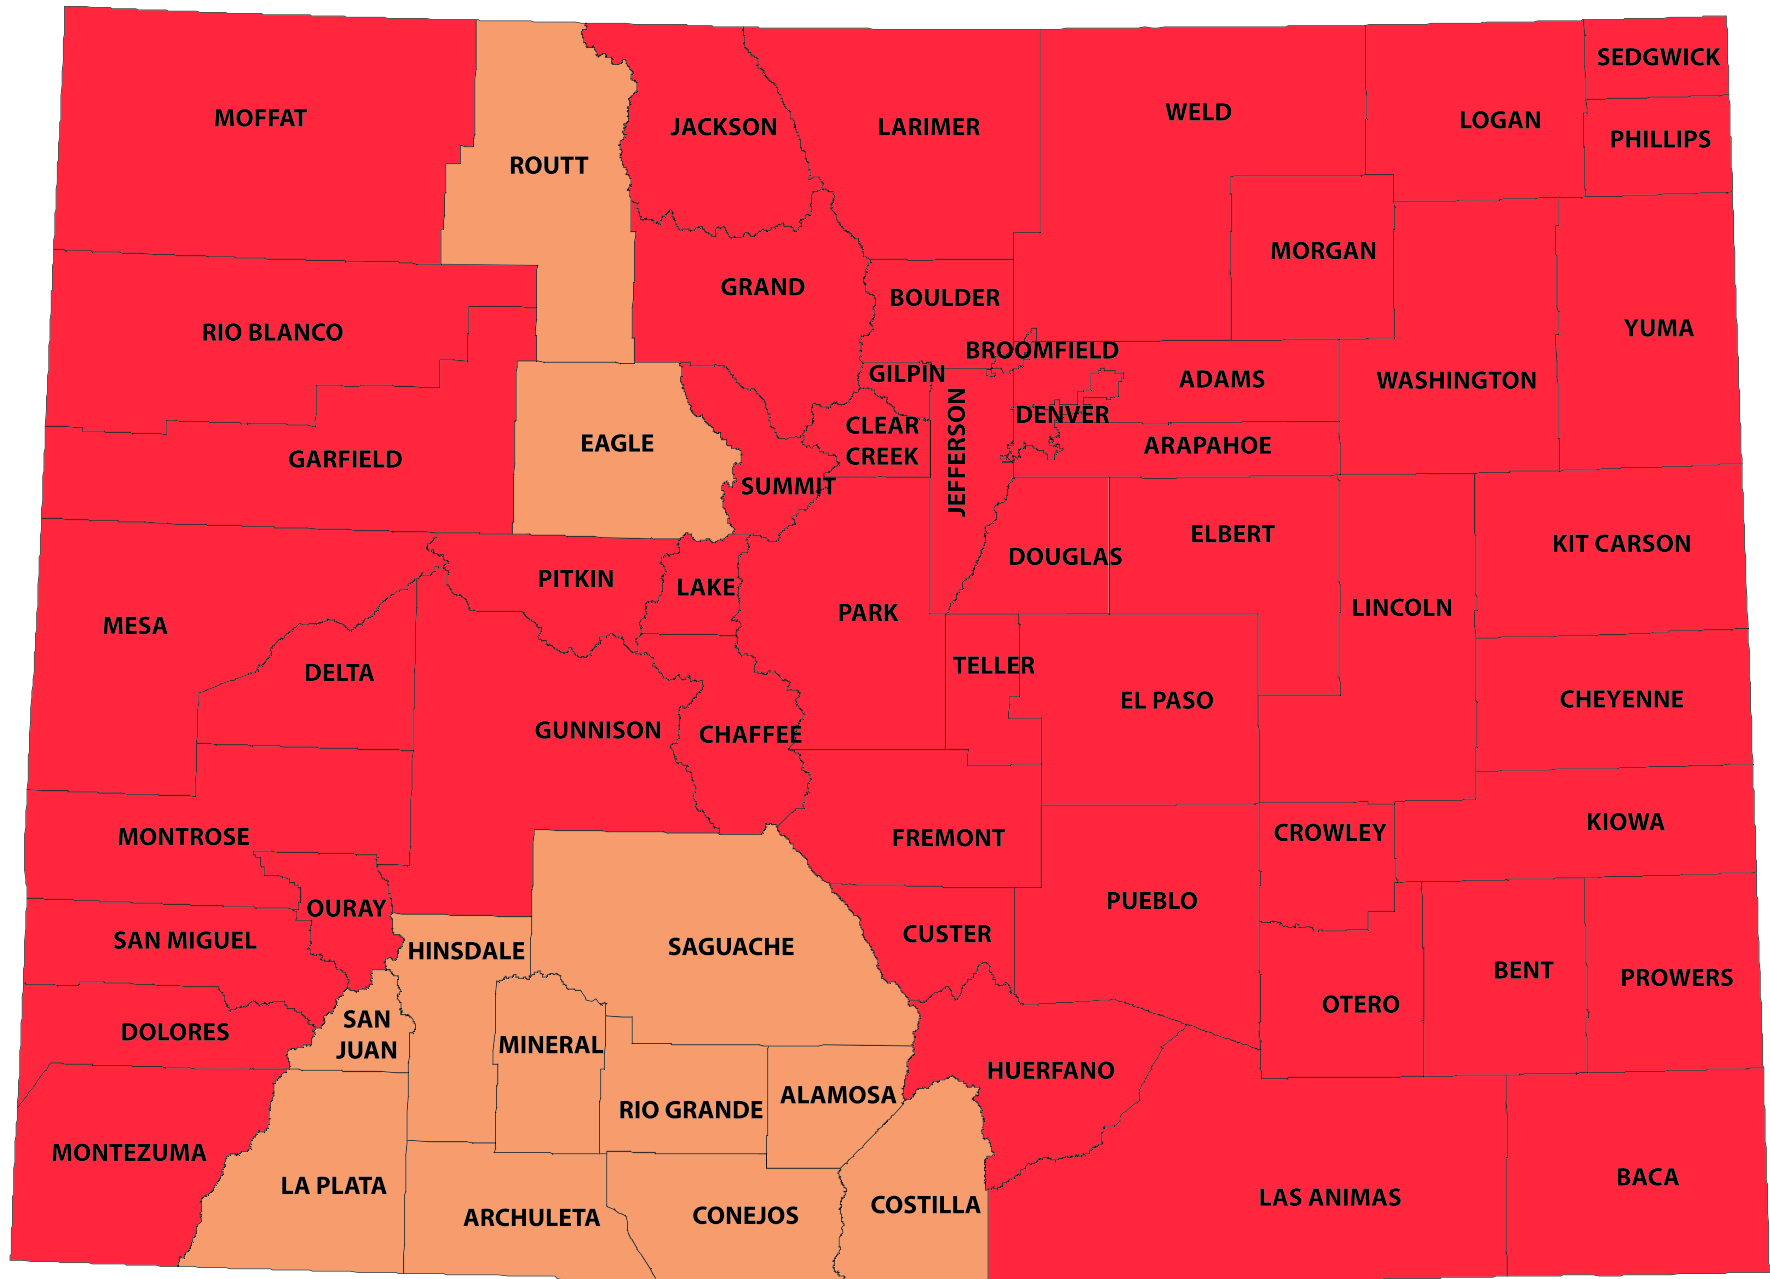 SEDGWICK
MOFFAT
JACKSON
LARIMER
WELD
LOGAN
PHILLIPS
ROUTT
MORGAN
GRAND
BOULDER
RIO BLANCO
YUMA
BROOMFIELD
GILPIN
ADAMS
WASHINGTON
DENVER
CLEAR
CREEK
JEFFERSON
EAGLE
ARAPAHOE
GARFIELD
SUMMIT
ELBERT
KIT CARSON
DOUGLAS
PITKIN
LAKE
PARK
LINCOLN
MESA
DELTA
TELLER
EL PASO
CHEYENNE
GUNNISON
CHAFFEE
MONTROSE
FREMONT
CROWLEY
KIOWA
OURAY
PUEBLO
SAN MIGUEL
HINSDALE
SAGUACHE
CUSTER
BENT
PROWERS
OTERO
DOLORES
SAN
JUAN
MINERAL
HUERFANO
RIO GRANDE
ALAMOSA
MONTEZUMA
LA PLATA
ARCHULETA
CONEJOS
COSTILLA
LAS ANIMAS
BACA